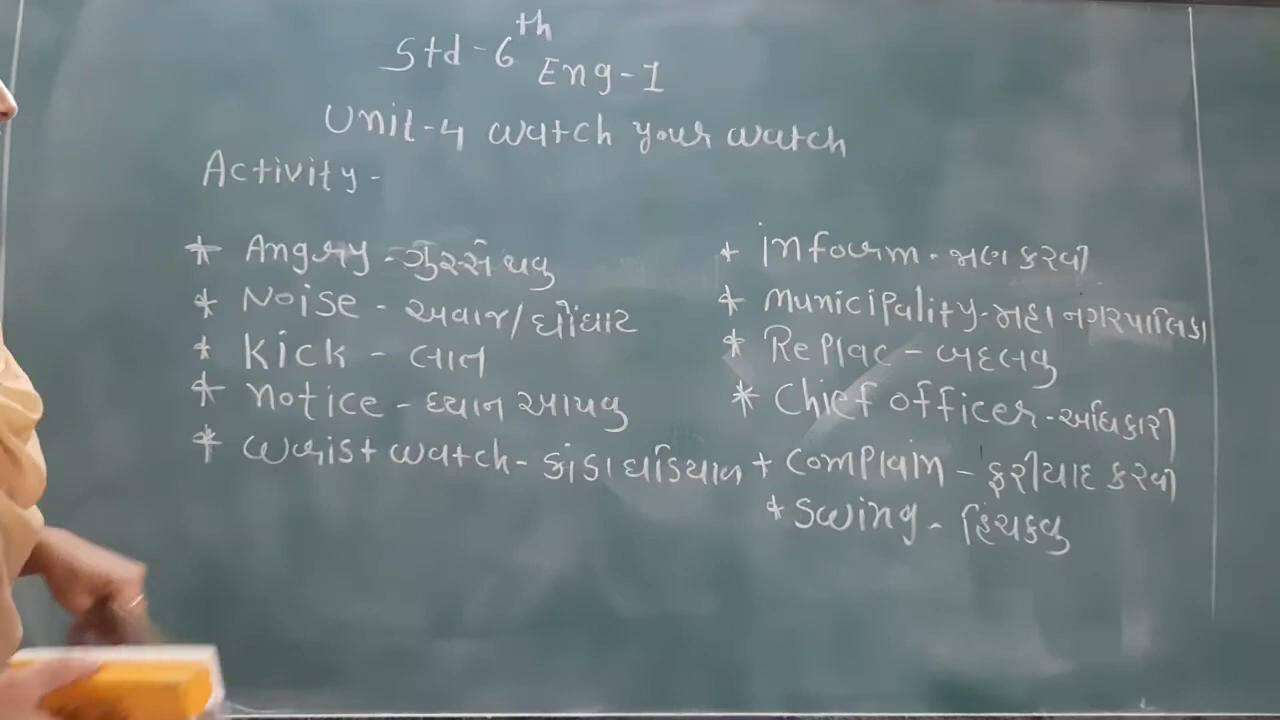 Std-6th Eng-1
Unit-4 watch your watch
Activity-
* Angry - ગુસ્સે થવુ
* Noise - અવાજ/ઘોંઘાટ
* Kick - લાત
* notice - ધ્યાન આપવુ
* wrist watch - કાંડા ઘડિયાળ
* inform - જાણ કરવી
* municipality - મહાનગરપાલિકા
* Replac - બદલવુ
* Chief officer - અધિકારી
+ complain - ફરીયાદ કરવી
* swing - હિંચકવુ